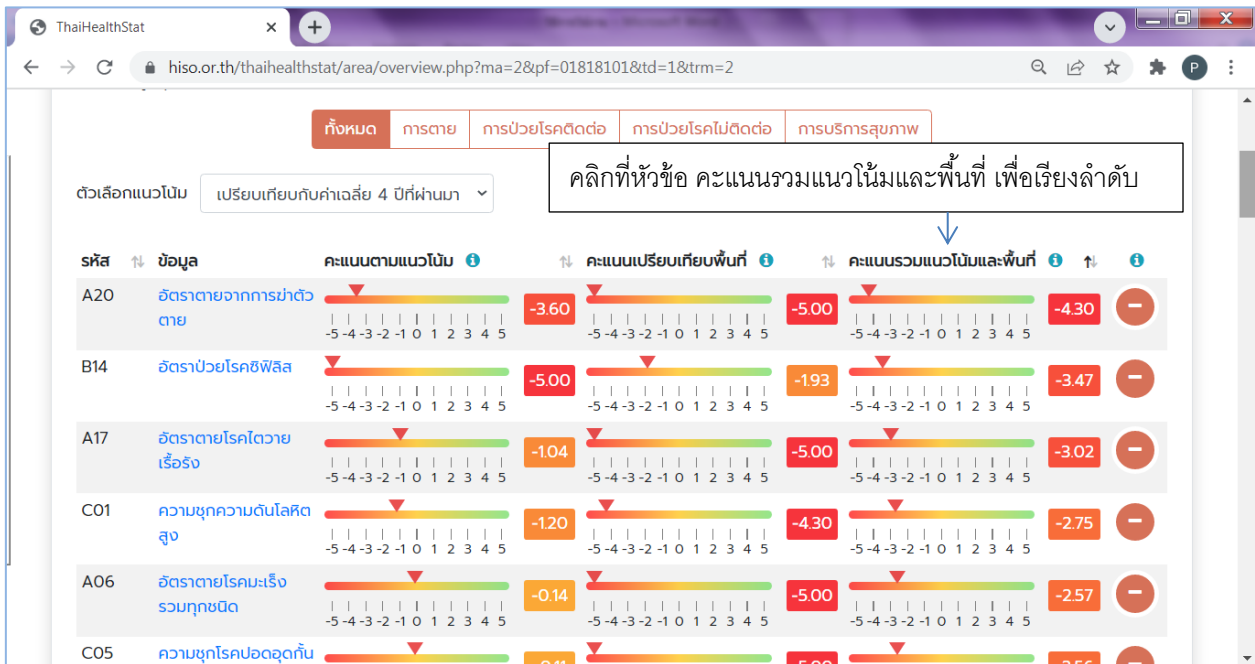 ThaiHealthStat
hiso.or.th/thaihealthstat/area/overview.php?ma=2&pf=01818101&td=1&trm=2
P
ทั้งหมด การตาย การป่วยโรคติดต่อ การป่วยโรคไม่ติดต่อ การบริการสุขภาพ
คลิกที่หัวข้อ คะแนนรวมแนวโน้มและพื้นที่ เพื่อเรียงลำดับ
ตัวเลือกแนวโน้ม เปรียบเทียบกับค่าเฉลี่ย 4 ปีที่ผ่านมา
รหัส ข้อมูล คะแนนตามแนวโน้ม คะแนนเปรียบเทียบพื้นที่ คะแนนรวมแนวโน้มและพื้นที่
A20 อัตราตายจากการฆ่าตัว
ตาย
-3.60 -5.00 -4.30
-5 -4 -3 -2 -1 0 1 2 3 4 5 -5 -4 -3 -2 -1 0 1 2 3 4 5 -5 -4 -3 -2 -1 0 1 2 3 4 5
B14 อัตราป่วยโรคซิฟิลิส
-5.00 -1.93 -3.47
-5 -4 -3 -2 -1 0 1 2 3 4 5 -5 -4 -3 -2 -1 0 1 2 3 4 5 -5 -4 -3 -2 -1 0 1 2 3 4 5
A17 อัตราตายโรคไตวาย
เรื้อรัง
-1.04 -5.00 -3.02
-5 -4 -3 -2 -1 0 1 2 3 4 5 -5 -4 -3 -2 -1 0 1 2 3 4 5 -5 -4 -3 -2 -1 0 1 2 3 4 5
C01 ความชุกความดันโลหิต
สูง
-1.20 -4.30 -2.75
-5 -4 -3 -2 -1 0 1 2 3 4 5 -5 -4 -3 -2 -1 0 1 2 3 4 5 -5 -4 -3 -2 -1 0 1 2 3 4 5
A06 อัตราตายโรคมะเร็ง
รวมทุกชนิด
-0.14 -5.00 -2.57
-5 -4 -3 -2 -1 0 1 2 3 4 5 -5 -4 -3 -2 -1 0 1 2 3 4 5 -5 -4 -3 -2 -1 0 1 2 3 4 5
C05 ความชุกโรคปอดอุดกั้น